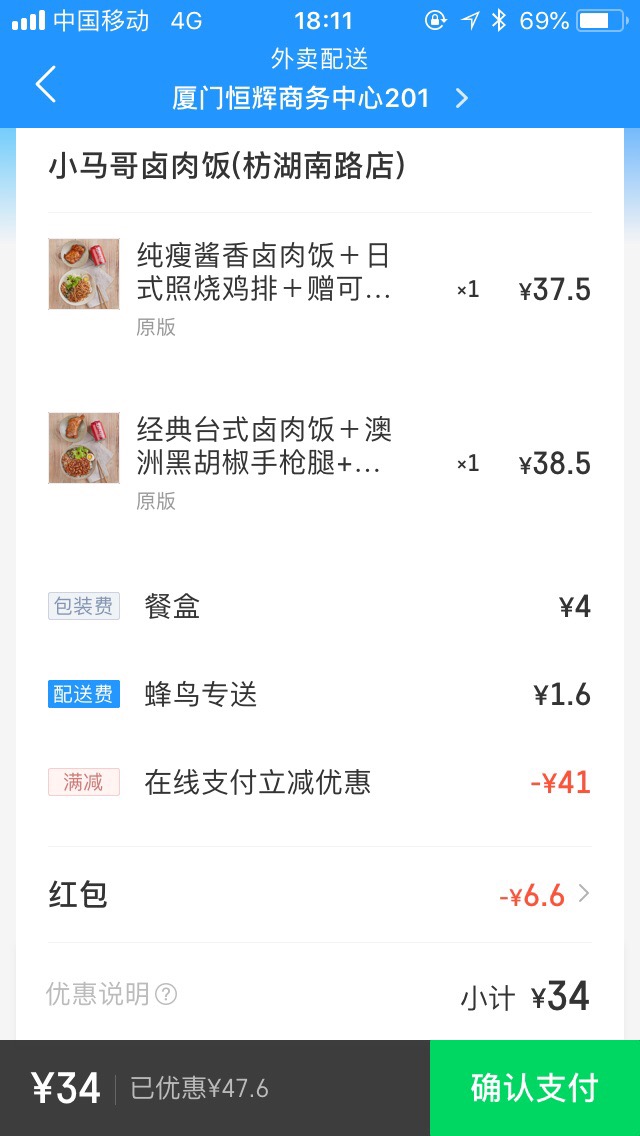 中国移动 4G 18:11 69%
外卖配送
厦门恒辉商务中心201
小马哥卤肉饭(枋湖南路店)
纯瘦酱香卤肉饭＋日
式照烧鸡排＋赠可... ×1 ¥37.5
原版
经典台式卤肉饭＋澳
洲黑胡椒手枪腿+... ×1 ¥38.5
原版
包装费 餐盒 ¥4
配送费 蜂鸟专送 ¥1.6
满减 在线支付立减优惠 -¥41
红包 -¥6.6
优惠说明? 小计 ¥34
¥34 已优惠¥47.6 确认支付